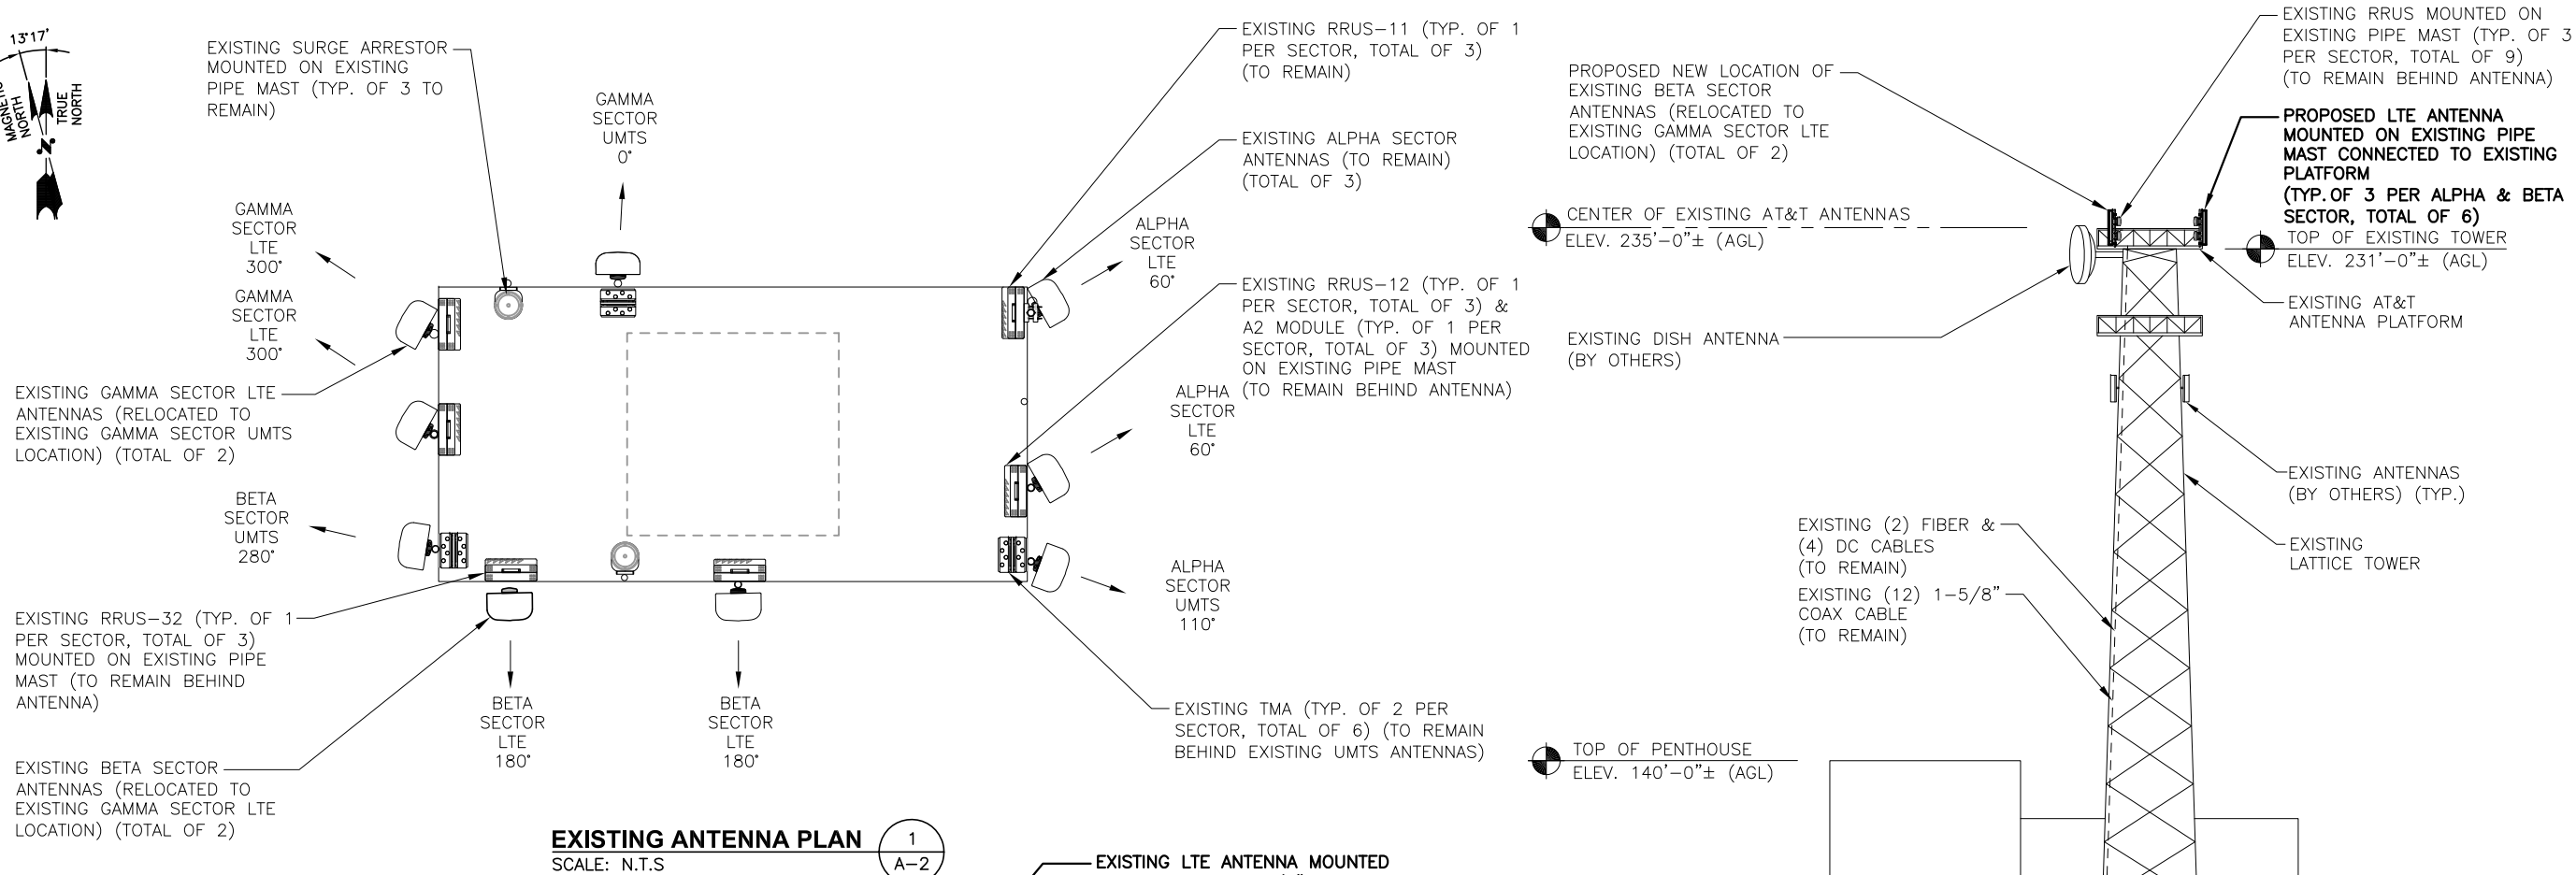 13°17'
MAGNETIC
NORTH
TRUE
NORTH
N
EXISTING SURGE ARRESTOR
MOUNTED ON EXISTING
PIPE MAST (TYP. OF 3 TO
REMAIN)
GAMMA
SECTOR
UMTS
0°
GAMMA
SECTOR
LTE
300°
GAMMA
SECTOR
LTE
300°
EXISTING GAMMA SECTOR LTE
ANTENNAS (RELOCATED TO
EXISTING GAMMA SECTOR UMTS
LOCATION) (TOTAL OF 2)
BETA
SECTOR
UMTS
280°
EXISTING RRUS-32 (TYP. OF 1
PER SECTOR, TOTAL OF 3)
MOUNTED ON EXISTING PIPE
MAST (TO REMAIN BEHIND
ANTENNA)
EXISTING BETA SECTOR
ANTENNAS (RELOCATED TO
EXISTING GAMMA SECTOR LTE
LOCATION) (TOTAL OF 2)
BETA
SECTOR
LTE
180°
BETA
SECTOR
LTE
180°
EXISTING RRUS-11 (TYP. OF 1
PER SECTOR, TOTAL OF 3)
(TO REMAIN)
EXISTING ALPHA SECTOR
ANTENNAS (TO REMAIN)
(TOTAL OF 3)
ALPHA
SECTOR
LTE
60°
EXISTING RRUS-12 (TYP. OF 1
PER SECTOR, TOTAL OF 3) &
A2 MODULE (TYP. OF 1 PER
SECTOR, TOTAL OF 3) MOUNTED
ON EXISTING PIPE MAST
(TO REMAIN BEHIND ANTENNA)
ALPHA
SECTOR
LTE
60°
ALPHA
SECTOR
UMTS
110°
EXISTING TMA (TYP. OF 2 PER
SECTOR, TOTAL OF 6) (TO REMAIN
BEHIND EXISTING UMTS ANTENNAS)
EXISTING ANTENNA PLAN
SCALE: N.T.S
1
A-2
EXISTING LTE ANTENNA MOUNTED
PROPOSED NEW LOCATION OF
EXISTING BETA SECTOR
ANTENNAS (RELOCATED TO
EXISTING GAMMA SECTOR LTE
LOCATION) (TOTAL OF 2)
CENTER OF EXISTING AT&T ANTENNAS
ELEV. 235'-0"± (AGL)
EXISTING DISH ANTENNA
(BY OTHERS)
EXISTING RRUS MOUNTED ON
EXISTING PIPE MAST (TYP. OF 3
PER SECTOR, TOTAL OF 9)
(TO REMAIN BEHIND ANTENNA)
PROPOSED LTE ANTENNA
MOUNTED ON EXISTING PIPE
MAST CONNECTED TO EXISTING
PLATFORM
(TYP. OF 3 PER ALPHA & BETA
SECTOR, TOTAL OF 6)
TOP OF EXISTING TOWER
ELEV. 231'-0"± (AGL)
EXISTING AT&T
ANTENNA PLATFORM
EXISTING ANTENNAS
(BY OTHERS) (TYP.)
EXISTING
LATTICE TOWER
EXISTING (2) FIBER &
(4) DC CABLES
(TO REMAIN)
EXISTING (12) 1-5/8"
COAX CABLE
(TO REMAIN)
TOP OF PENTHOUSE
ELEV. 140'-0"± (AGL)